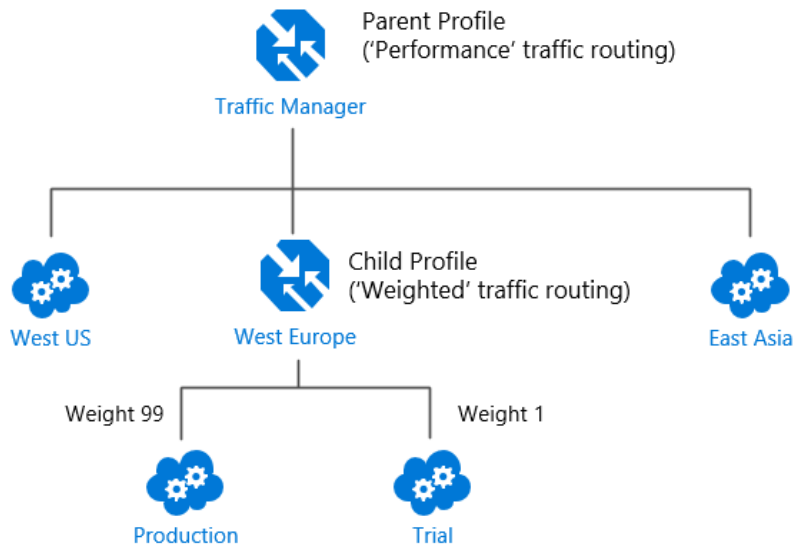 Parent Profile
(‘Performance’ traffic routing)
Traffic Manager
Child Profile
(‘Weighted’ traffic routing)
West US
West Europe
East Asia
Weight 99
Weight 1
Production
Trial